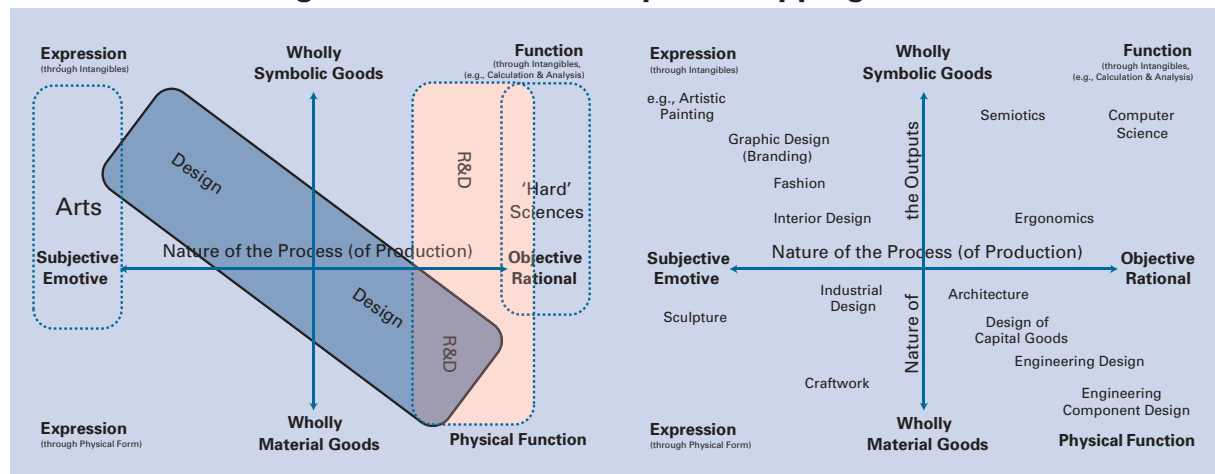 Expression
(through Intangibles)
Wholly
Symbolic Goods
Function
(through Intangibles,
(e.g., Calculation & Analysis)
Arts
Design
R&D
'Hard'
Sciences
Nature of the Process (of Production)
Subjective
Emotive
Objective
Rational
Design
R&D
Expression
(through Physical Form)
Wholly
Material Goods
Physical Function
Expression
(through Intangibles)
Wholly
Symbolic Goods
Function
(through Intangibles,
(e.g., Calculation & Analysis)
e.g., Artistic
Painting
Graphic Design
(Branding)
Fashion
Interior Design
Semiotics
Computer
Science
Ergonomics
Nature of the Process (of Production)
Nature of the Outputs
Subjective
Emotive
Objective
Rational
Sculpture
Industrial
Design
Architecture
Design of
Capital Goods
Engineering Design
Craftwork
Engineering
Component Design
Expression
(through Physical Form)
Wholly
Material Goods
Physical Function